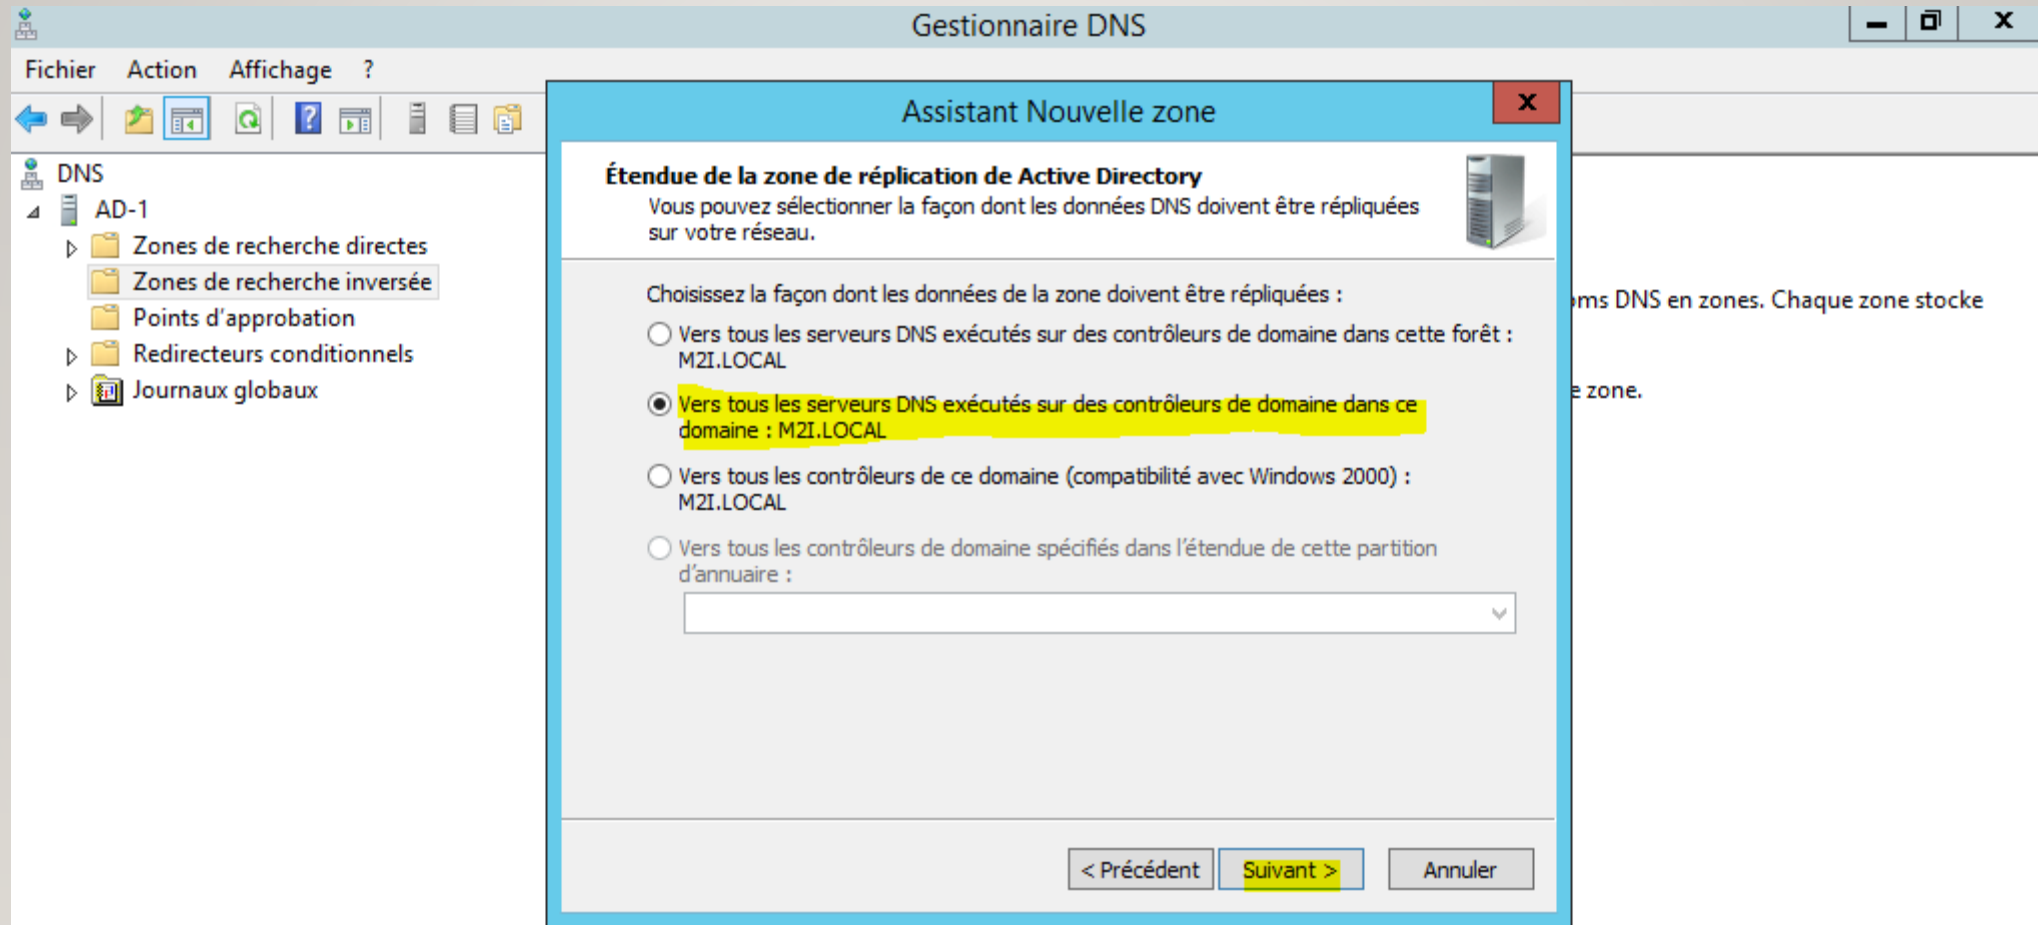 Gestionnaire DNS
Fichier Action Affichage ?
DNS
AD-1
Zones de recherche directes
Zones de recherche inversée
Points d'approbation
Redirecteurs conditionnels
Journaux globaux
Assistant Nouvelle zone
Étendue de la zone de réplication de Active Directory
Vous pouvez sélectionner la façon dont les données DNS doivent être répliquées
sur votre réseau.
Choisissez la façon dont les données de la zone doivent être répliquées :
Vers tous les serveurs DNS exécutés sur des contrôleurs de domaine dans cette forêt :
M2I.LOCAL
Vers tous les serveurs DNS exécutés sur des contrôleurs de domaine dans ce
domaine : M2I.LOCAL
Vers tous les contrôleurs de ce domaine (compatibilité avec Windows 2000) :
M2I.LOCAL
Vers tous les contrôleurs de domaine spécifiés dans l'étendue de cette partition
d'annuaire :
< Précédent Suivant > Annuler
oms DNS en zones. Chaque zone stocke
e zone.